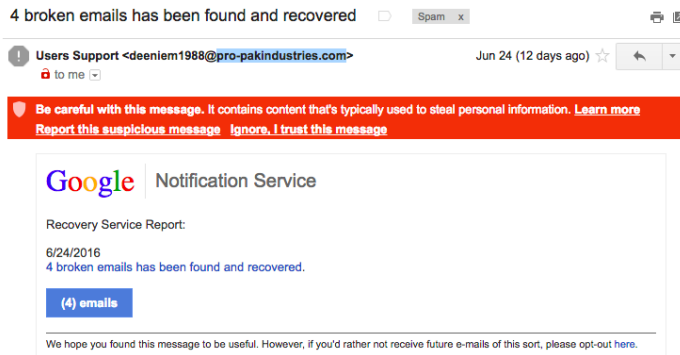 4 broken emails has been found and recovered Spam x
Users Support <deeniem1988@pro-pakindustries.com> Jun 24 (12 days ago)
to me
Be careful with this message. It contains content that's typically used to steal personal information. Learn more
Report this suspicious message Ignore, I trust this message
Google Notification Service
Recovery Service Report:
6/24/2016
4 broken emails has been found and recovered.
(4) emails
We hope you found this message to be useful. However, if you'd rather not receive future e-mails of this sort, please opt-out here.